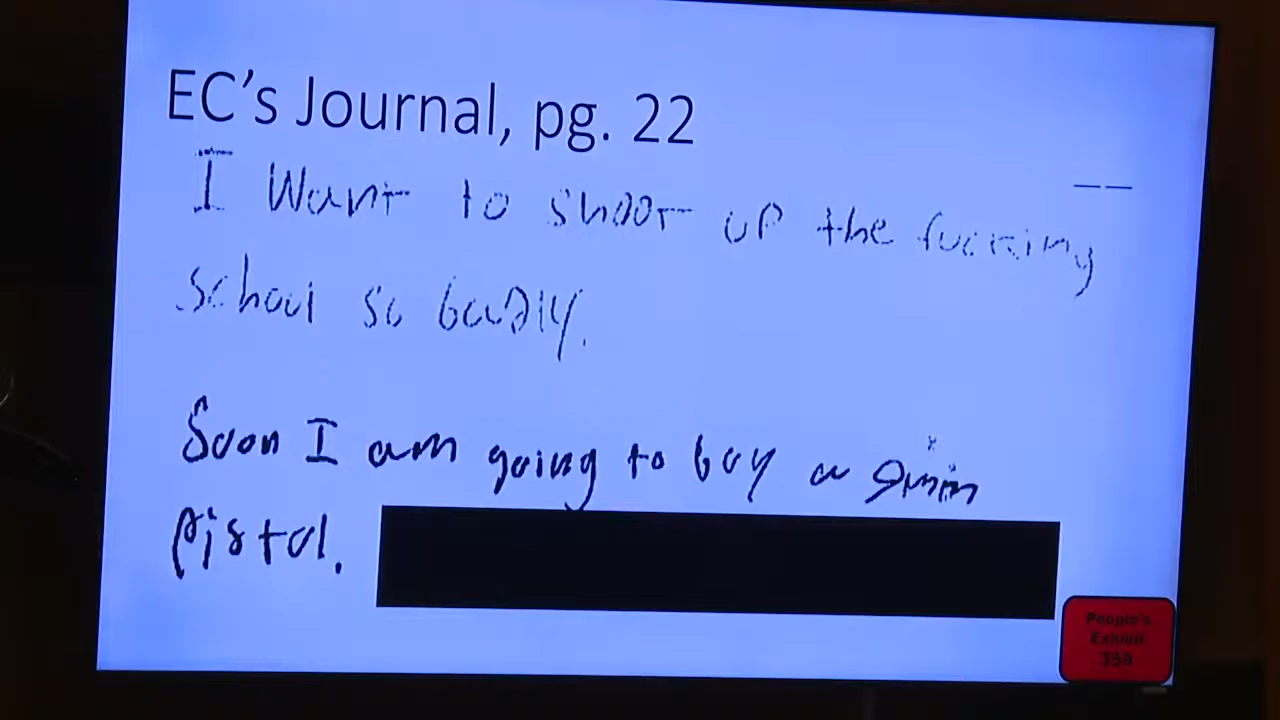 EC's Journal, pg. 22
I Want to shoot up the fucking
school so badly.
Soon I am going to buy a 9mm
pistol.
People's
Exhibit
359